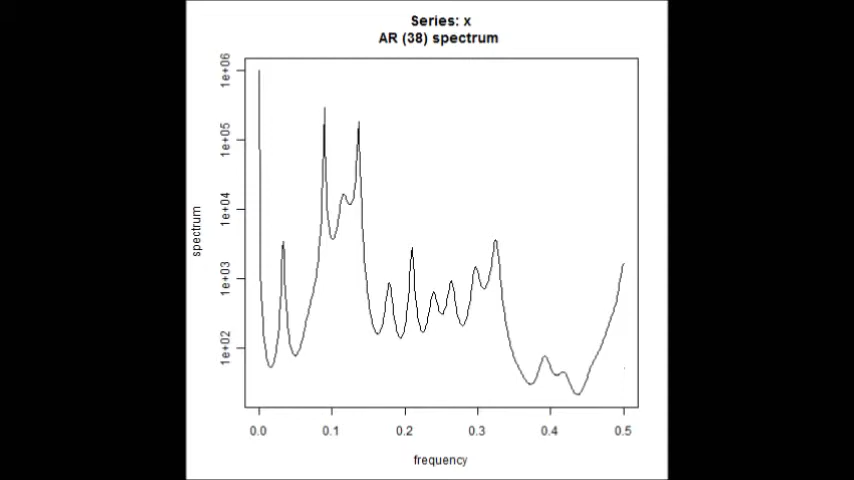 Series: x
AR (38) spectrum
1e+06
1e+05
1e+04
1e+03
1e+02
spectrum
0.0 0.1 0.2 0.3 0.4 0.5
frequency